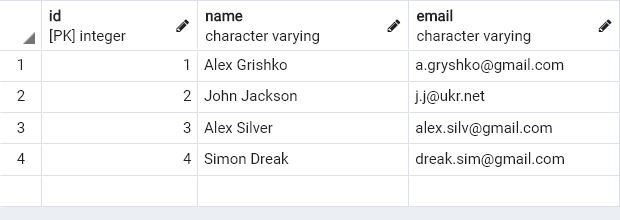 id name email
[PK] integer character varying character varying
1 1 Alex Grishko a.gryshko@gmail.com
2 2 John Jackson j.j@ukr.net
3 3 Alex Silver alex.silv@gmail.com
4 4 Simon Dreak dreak.sim@gmail.com